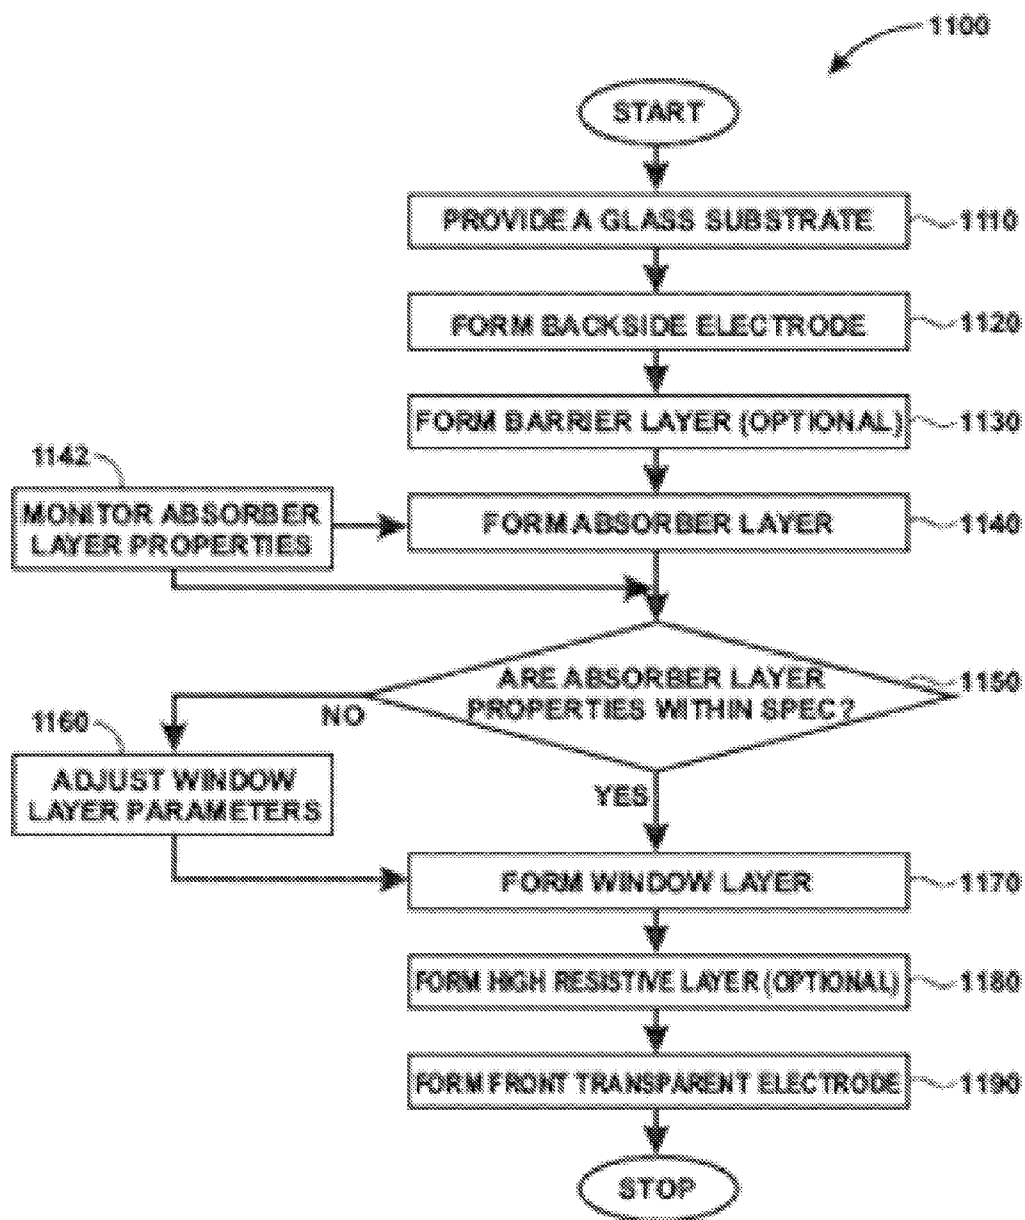 1100
START
PROVIDE A GLASS SUBSTRATE
1110
FORM BACKSIDE ELECTRODE
1120
FORM BARRIER LAYER (OPTIONAL)
1130
1142
MONITOR ABSORBER
LAYER PROPERTIES
FORM ABSORBER LAYER
1140
ARE ABSORBER LAYER
PROPERTIES WITHIN SPEC?
1150
NO
1160
ADJUST WINDOW
LAYER PARAMETERS
YES
FORM WINDOW LAYER
1170
FORM HIGH RESISTIVE LAYER (OPTIONAL)
1180
FORM FRONT TRANSPARENT ELECTRODE
1190
STOP